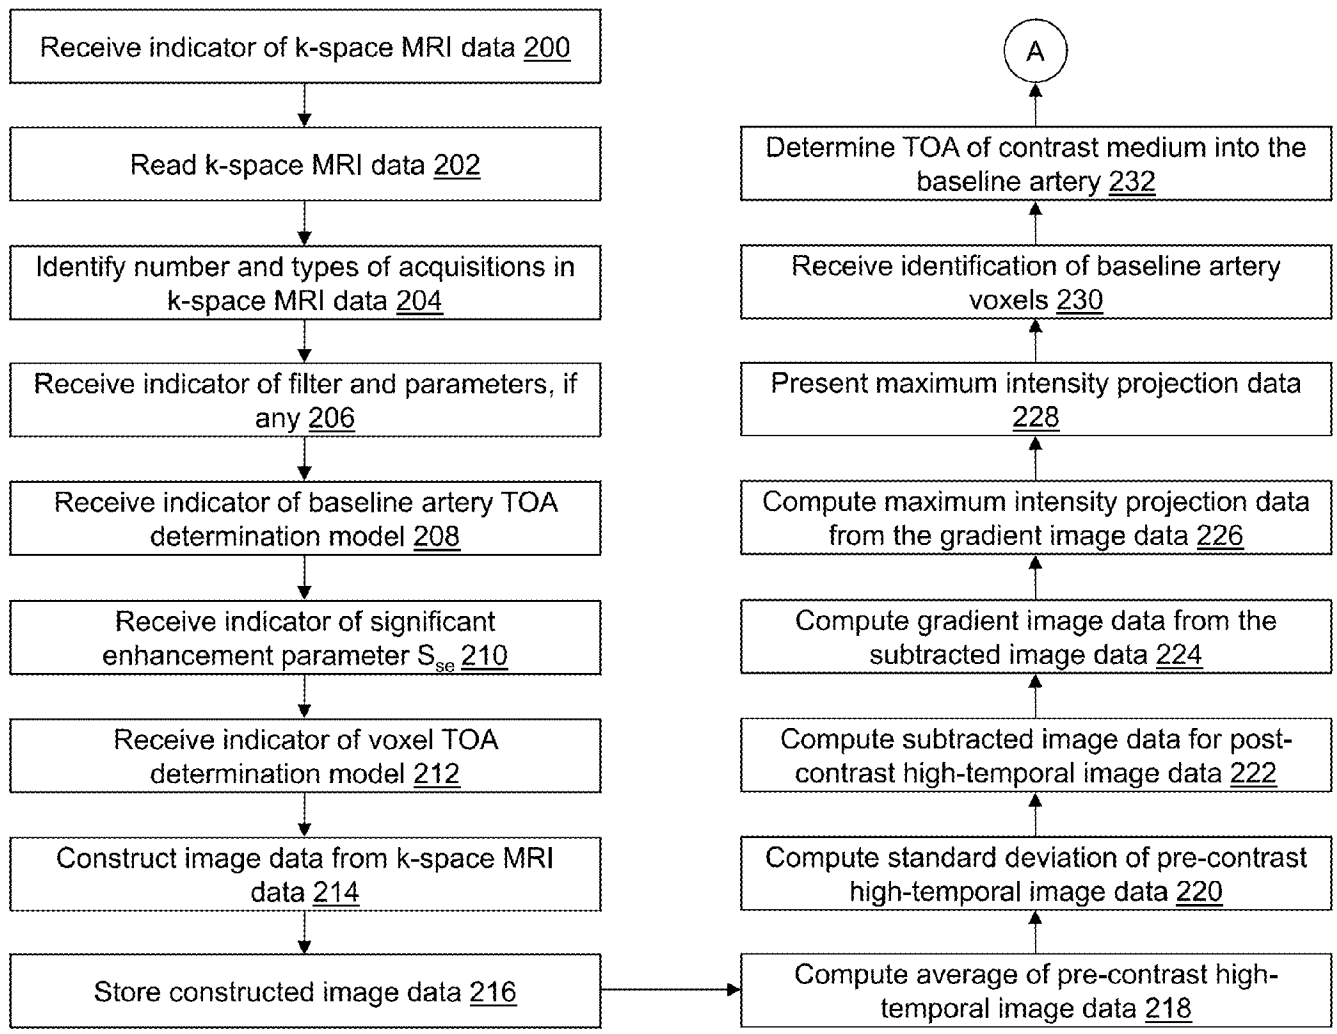 Receive indicator of k-space MRI data 200
Read k-space MRI data 202
Identify number and types of acquisitions in
k-space MRI data 204
Receive indicator of filter and parameters, if
any 206
Receive indicator of baseline artery TOA
determination model 208
Receive indicator of significant
enhancement parameter Sse 210
Receive indicator of voxel TOA
determination model 212
Construct image data from k-space MRI
data 214
Store constructed image data 216
Compute average of pre-contrast high-
temporal image data 218
Compute standard deviation of pre-contrast
high-temporal image data 220
Compute subtracted image data for post-
contrast high-temporal image data 222
Compute gradient image data from the
subtracted image data 224
Compute maximum intensity projection data
from the gradient image data 226
Present maximum intensity projection data
228
Receive identification of baseline artery
voxels 230
Determine TOA of contrast medium into the
baseline artery 232
A